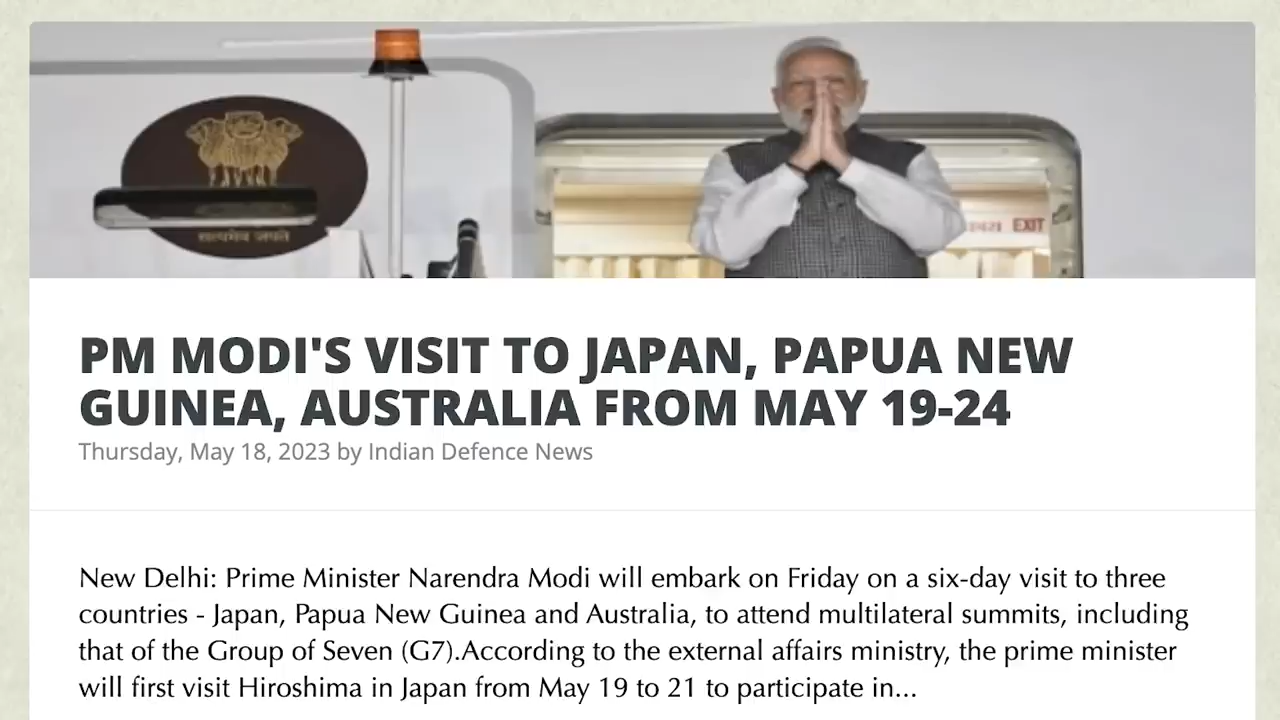 सत्यमेव जयते
EXIT
PM MODI'S VISIT TO JAPAN, PAPUA NEW
GUINEA, AUSTRALIA FROM MAY 19-24
Thursday, May 18, 2023 by Indian Defence News
New Delhi: Prime Minister Narendra Modi will embark on Friday on a six-day visit to three
countries - Japan, Papua New Guinea and Australia, to attend multilateral summits, including
that of the Group of Seven (G7).According to the external affairs ministry, the prime minister
will first visit Hiroshima in Japan from May 19 to 21 to participate in...